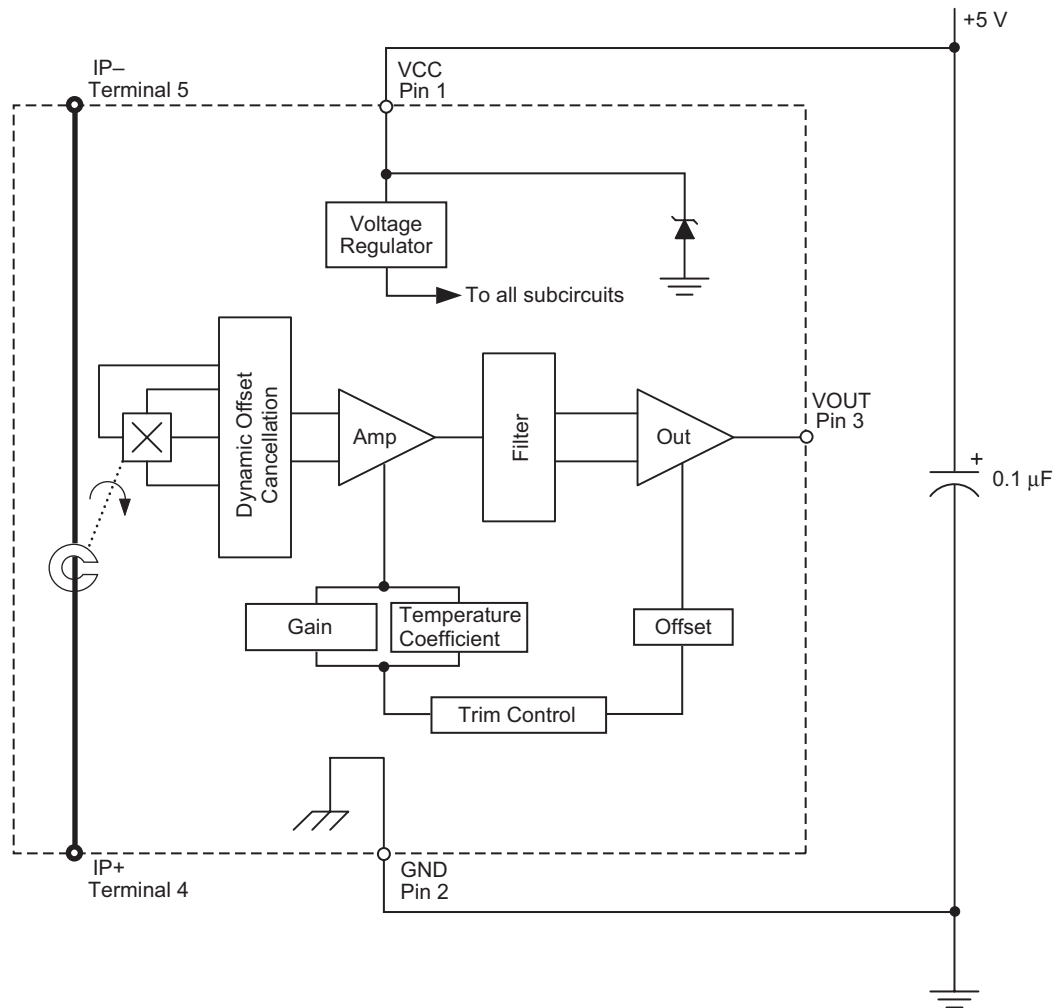 +5 V
IP–
Terminal 5
VCC
Pin 1
Voltage
Regulator
To all subcircuits
Dynamic Offset
Cancellation
Amp
Filter
Out
VOUT
Pin 3
+
0.1 µF
Gain
Temperature
Coefficient
Offset
Trim Control
IP+
Terminal 4
GND
Pin 2